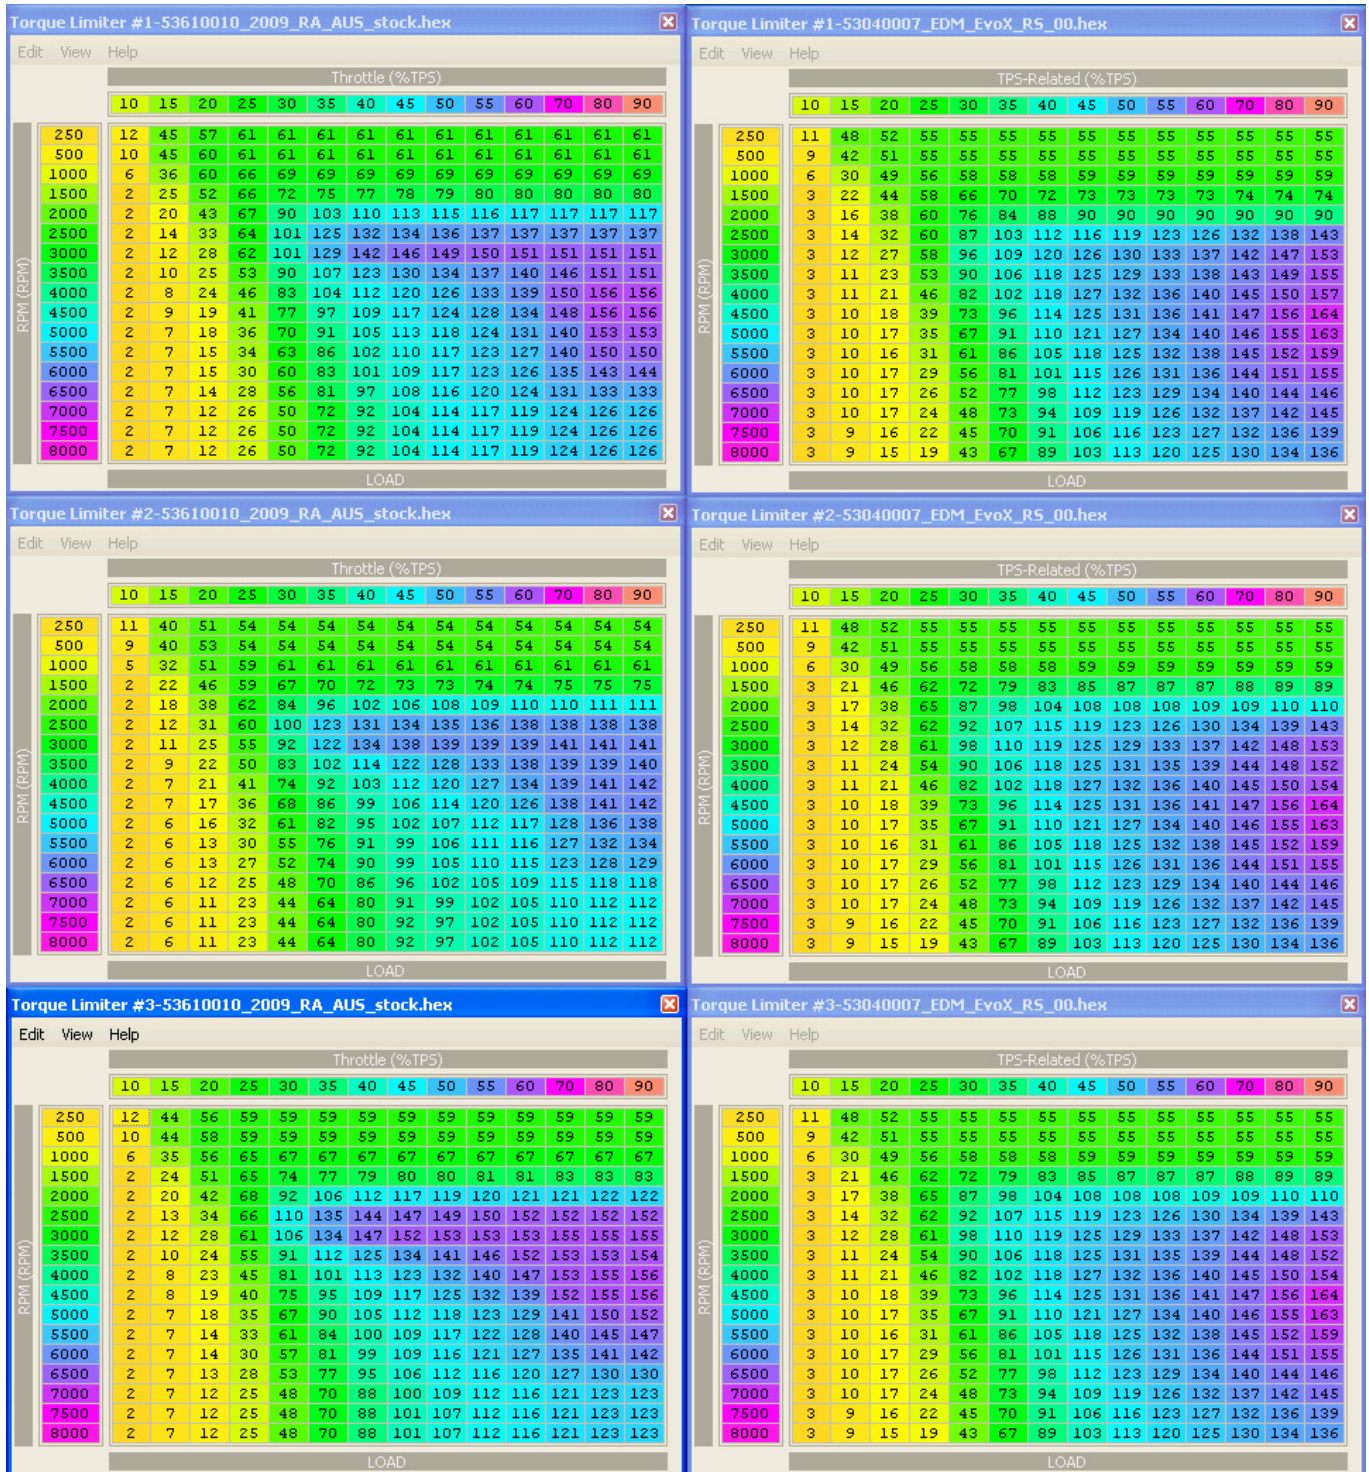 Torque Limiter #1-53610010_2009_RA_AUS_stock.hex
Edit View Help
Throttle (%TPS)
10 15 20 25 30 35 40 45 50 55 60 70 80 90
RPM (RPM)
250 12 45 57 61 61 61 61 61 61 61 61 61 61 61
500 10 45 60 61 61 61 61 61 61 61 61 61 61 61
1000 6 36 60 66 69 69 69 69 69 69 69 69 69 69
1500 2 25 52 66 72 75 77 78 79 80 80 80 80 80
2000 2 20 43 67 90 103 110 113 115 116 117 117 117 117
2500 2 14 33 64 101 125 132 134 136 137 137 137 137 137
3000 2 12 28 62 101 129 142 146 149 150 151 151 151 151
3500 2 10 25 53 90 107 123 130 134 137 140 146 151 151
4000 2 8 24 46 83 104 112 120 126 133 139 150 156 156
4500 2 9 19 41 77 97 109 117 124 128 134 148 156 156
5000 2 7 18 36 70 91 105 113 118 124 131 140 153 153
5500 2 7 15 34 63 86 102 110 117 123 127 140 150 150
6000 2 7 15 30 60 83 101 109 117 123 126 135 143 144
6500 2 7 14 28 56 81 97 108 116 120 124 131 133 133
7000 2 7 12 26 50 72 92 104 114 117 119 124 126 126
7500 2 7 12 26 50 72 92 104 114 117 119 124 126 126
8000 2 7 12 26 50 72 92 104 114 117 119 124 126 126
LOAD
Torque Limiter #1-53040007_EDM_EvoX_RS_00.hex
Edit View Help
TPS-Related (%TPS)
10 15 20 25 30 35 40 45 50 55 60 70 80 90
RPM (RPM)
250 11 48 52 55 55 55 55 55 55 55 55 55 55 55
500 9 42 51 55 55 55 55 55 55 55 55 55 55 55
1000 6 30 49 56 58 58 58 59 59 59 59 59 59 59
1500 3 22 44 58 66 70 72 73 73 73 73 74 74 74
2000 3 16 38 60 76 84 88 90 90 90 90 90 90 90
2500 3 14 32 60 87 103 112 116 119 123 126 132 138 143
3000 3 12 27 58 96 109 120 126 130 133 137 142 147 153
3500 3 11 23 53 90 106 118 125 129 133 138 143 149 155
4000 3 11 21 46 82 102 118 127 132 136 140 145 150 157
4500 3 10 18 39 73 96 114 125 131 136 141 147 156 164
5000 3 10 17 35 67 91 110 121 127 134 140 146 155 163
5500 3 10 16 31 61 86 105 118 125 132 138 145 152 159
6000 3 10 17 29 56 81 101 115 126 131 136 144 151 155
6500 3 10 17 26 52 77 98 112 123 129 134 140 144 146
7000 3 10 17 24 48 73 94 109 119 126 132 137 142 145
7500 3 9 16 22 45 70 91 106 116 123 127 132 136 139
8000 3 9 15 19 43 67 89 103 113 120 125 130 134 136
LOAD
Torque Limiter #2-53610010_2009_RA_AUS_stock.hex
Edit View Help
Throttle (%TPS)
10 15 20 25 30 35 40 45 50 55 60 70 80 90
RPM (RPM)
250 11 40 51 54 54 54 54 54 54 54 54 54 54 54
500 9 40 53 54 54 54 54 54 54 54 54 54 54 54
1000 5 32 51 59 61 61 61 61 61 61 61 61 61 61
1500 2 22 46 59 67 70 72 73 73 74 74 75 75 75
2000 2 18 38 62 84 96 102 106 108 109 110 110 111 111
2500 2 12 31 60 100 123 131 134 135 136 138 138 138 138
3000 2 11 25 55 92 122 134 138 139 139 139 141 141 141
3500 2 9 22 50 83 102 114 122 128 133 138 139 139 140
4000 2 7 21 41 74 92 103 112 120 127 134 139 141 142
4500 2 7 17 36 68 86 99 106 114 120 126 138 141 142
5000 2 6 16 32 61 82 95 102 107 112 117 128 136 138
5500 2 6 13 30 55 76 91 99 106 111 116 127 132 134
6000 2 6 13 27 52 74 90 99 105 110 115 123 128 129
6500 2 6 12 25 48 70 86 96 102 105 109 115 118 118
7000 2 6 11 23 44 64 80 91 99 102 105 110 112 112
7500 2 6 11 23 44 64 80 92 97 102 105 110 112 112
8000 2 6 11 23 44 64 80 92 97 102 105 110 112 112
LOAD
Torque Limiter #2-53040007_EDM_EvoX_RS_00.hex
Edit View Help
TPS-Related (%TPS)
10 15 20 25 30 35 40 45 50 55 60 70 80 90
RPM (RPM)
250 11 48 52 55 55 55 55 55 55 55 55 55 55 55
500 9 42 51 55 55 55 55 55 55 55 55 55 55 55
1000 6 30 49 56 58 58 58 59 59 59 59 59 59 59
1500 3 21 46 62 72 79 83 85 87 87 87 88 89 89
2000 3 17 38 65 87 98 104 108 108 108 109 109 110 110
2500 3 14 32 62 92 107 115 119 123 126 130 134 139 143
3000 3 12 28 61 98 110 119 125 129 133 137 142 148 153
3500 3 11 24 54 90 106 118 125 131 135 139 144 148 152
4000 3 11 21 46 82 102 118 127 132 136 140 145 150 154
4500 3 10 18 39 73 96 114 125 131 136 141 147 156 164
5000 3 10 17 35 67 91 110 121 127 134 140 146 155 163
5500 3 10 16 31 61 86 105 118 125 132 138 145 152 159
6000 3 10 17 29 56 81 101 115 126 131 136 144 151 155
6500 3 10 17 26 52 77 98 112 123 129 134 140 144 146
7000 3 10 17 24 48 73 94 109 119 126 132 137 142 145
7500 3 9 16 22 45 70 91 106 116 123 127 132 136 139
8000 3 9 15 19 43 67 89 103 113 120 125 130 134 136
LOAD
Torque Limiter #3-53610010_2009_RA_AUS_stock.hex
Edit View Help
Throttle (%TPS)
10 15 20 25 30 35 40 45 50 55 60 70 80 90
RPM (RPM)
250 12 44 56 59 59 59 59 59 59 59 59 59 59 59
500 10 44 58 59 59 59 59 59 59 59 59 59 59 59
1000 6 35 56 65 67 67 67 67 67 67 67 67 67 67
1500 2 24 51 65 74 77 79 80 80 81 81 83 83 83
2000 2 20 42 68 92 106 112 117 119 120 121 121 122 122
2500 2 13 34 66 110 135 144 147 149 150 152 152 152 152
3000 2 12 28 61 106 134 147 152 153 153 153 155 155 155
3500 2 10 24 55 91 112 125 134 141 146 152 153 153 154
4000 2 8 23 45 81 101 113 123 132 140 147 153 155 156
4500 2 8 19 40 75 95 109 117 125 132 139 152 155 156
5000 2 7 18 35 67 90 105 112 118 123 129 141 150 152
5500 2 7 14 33 61 84 100 109 117 122 128 140 145 147
6000 2 7 14 30 57 81 99 109 116 121 127 135 141 142
6500 2 7 13 28 53 77 95 106 112 116 120 127 130 130
7000 2 7 12 25 48 70 88 100 109 112 116 121 123 123
7500 2 7 12 25 48 70 88 101 107 112 116 121 123 123
8000 2 7 12 25 48 70 88 101 107 112 116 121 123 123
LOAD
Torque Limiter #3-53040007_EDM_EvoX_RS_00.hex
Edit View Help
TPS-Related (%TPS)
10 15 20 25 30 35 40 45 50 55 60 70 80 90
RPM (RPM)
250 11 48 52 55 55 55 55 55 55 55 55 55 55 55
500 9 42 51 55 55 55 55 55 55 55 55 55 55 55
1000 6 30 49 56 58 58 58 59 59 59 59 59 59 59
1500 3 21 46 62 72 79 83 85 87 87 87 88 89 89
2000 3 17 38 65 87 98 104 108 108 108 109 109 110 110
2500 3 14 32 62 92 107 115 119 123 126 130 134 139 143
3000 3 12 28 61 98 110 119 125 129 133 137 142 148 153
3500 3 11 24 54 90 106 118 125 131 135 139 144 148 152
4000 3 11 21 46 82 102 118 127 132 136 140 145 150 154
4500 3 10 18 39 73 96 114 125 131 136 141 147 156 164
5000 3 10 17 35 67 91 110 121 127 134 140 146 155 163
5500 3 10 16 31 61 86 105 118 125 132 138 145 152 159
6000 3 10 17 29 56 81 101 115 126 131 136 144 151 155
6500 3 10 17 26 52 77 98 112 123 129 134 140 144 146
7000 3 10 17 24 48 73 94 109 119 126 132 137 142 145
7500 3 9 16 22 45 70 91 106 116 123 127 132 136 139
8000 3 9 15 19 43 67 89 103 113 120 125 130 134 136
LOAD